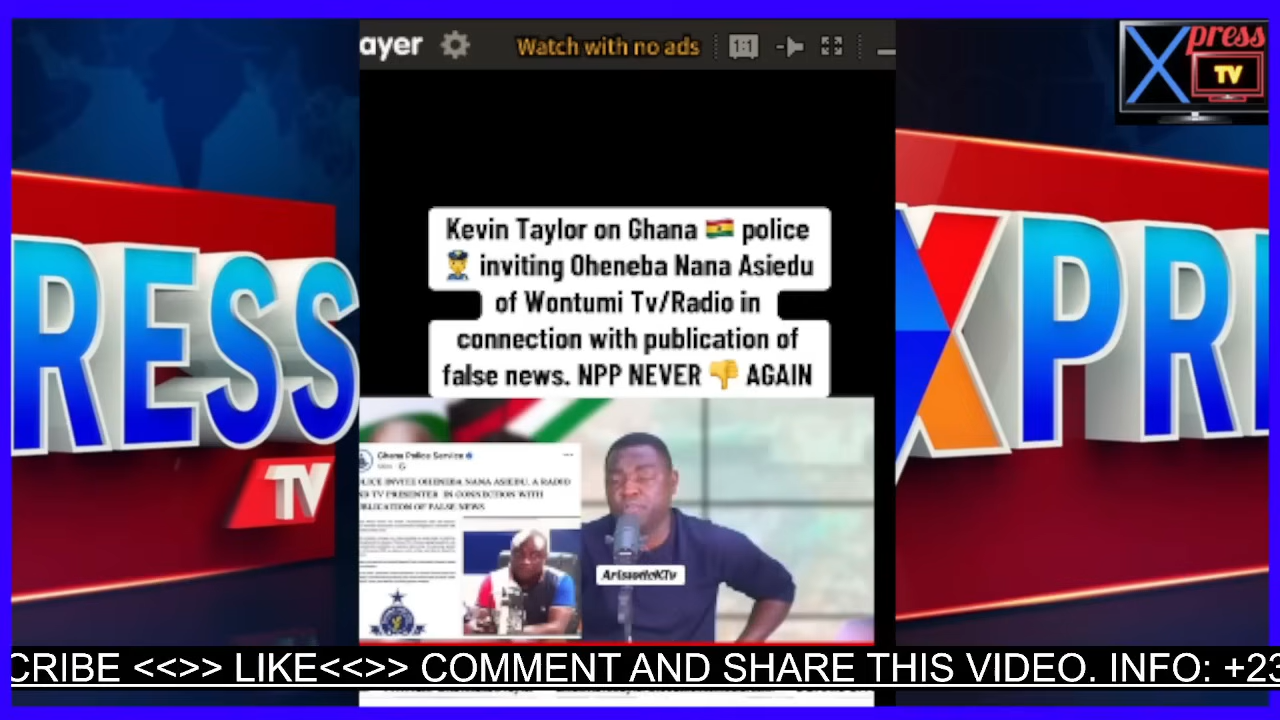 ayer
Watch with no ads
1:1
Xpress
TV
Kevin Taylor on Ghana 🇬🇭 police
👮 inviting Oheneba Nana Asiedu
of Wontumi Tv/Radio in
connection with publication of
false news. NPP NEVER 👎 AGAIN
RESS
TV
XPR
Ghana Police Service
LICE INVITE OHENEBA NANA ASIEDU, A RADIO
ND TV PRESENTER IN CONNECTION WITH
UBLICATION OF FALSE NEWS
CRIBE <<>> LIKE<<>> COMMENT AND SHARE THIS VIDEO. INFO: +23